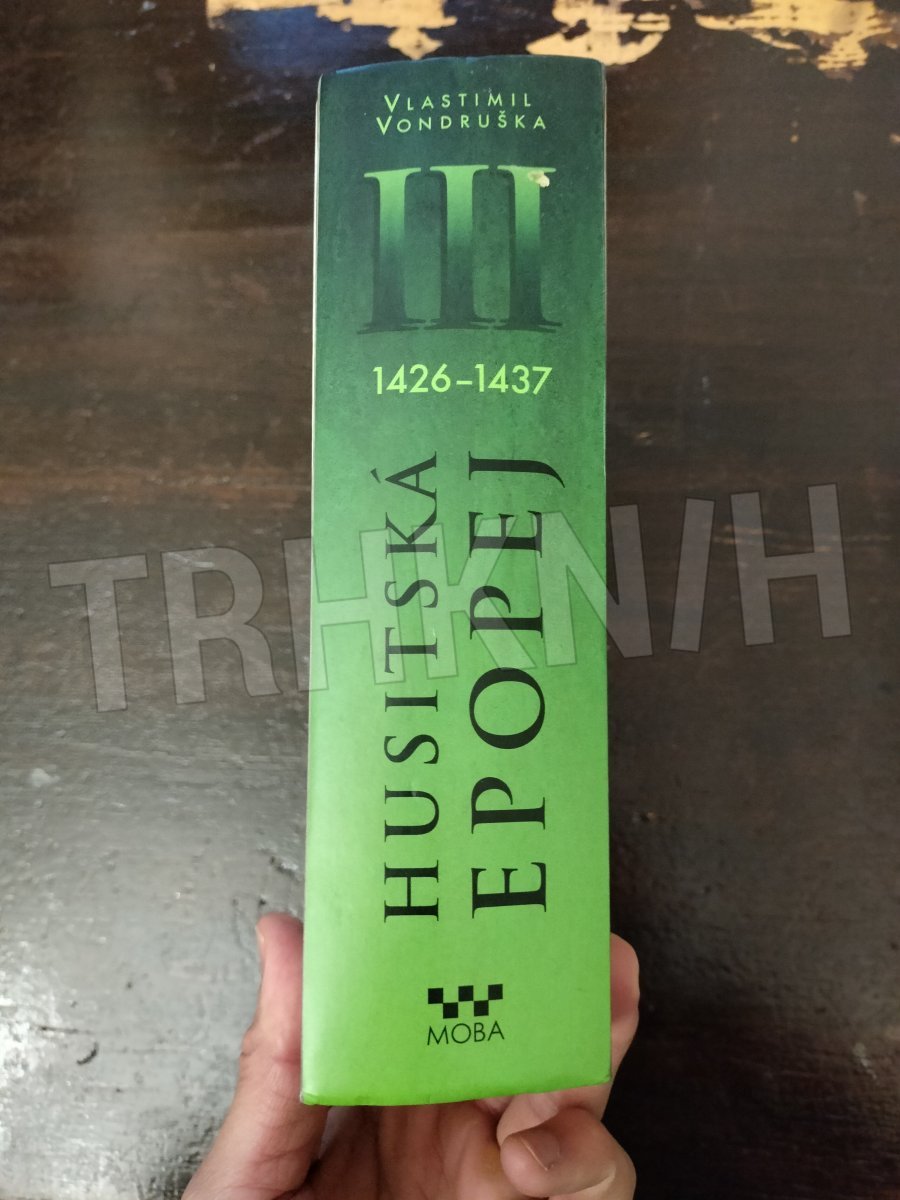 VLASTIMIL
VONDRUŠKA
III
1426–1437
HUSITSKÁ
EPOPEJ
MOBA
TRHKNIH